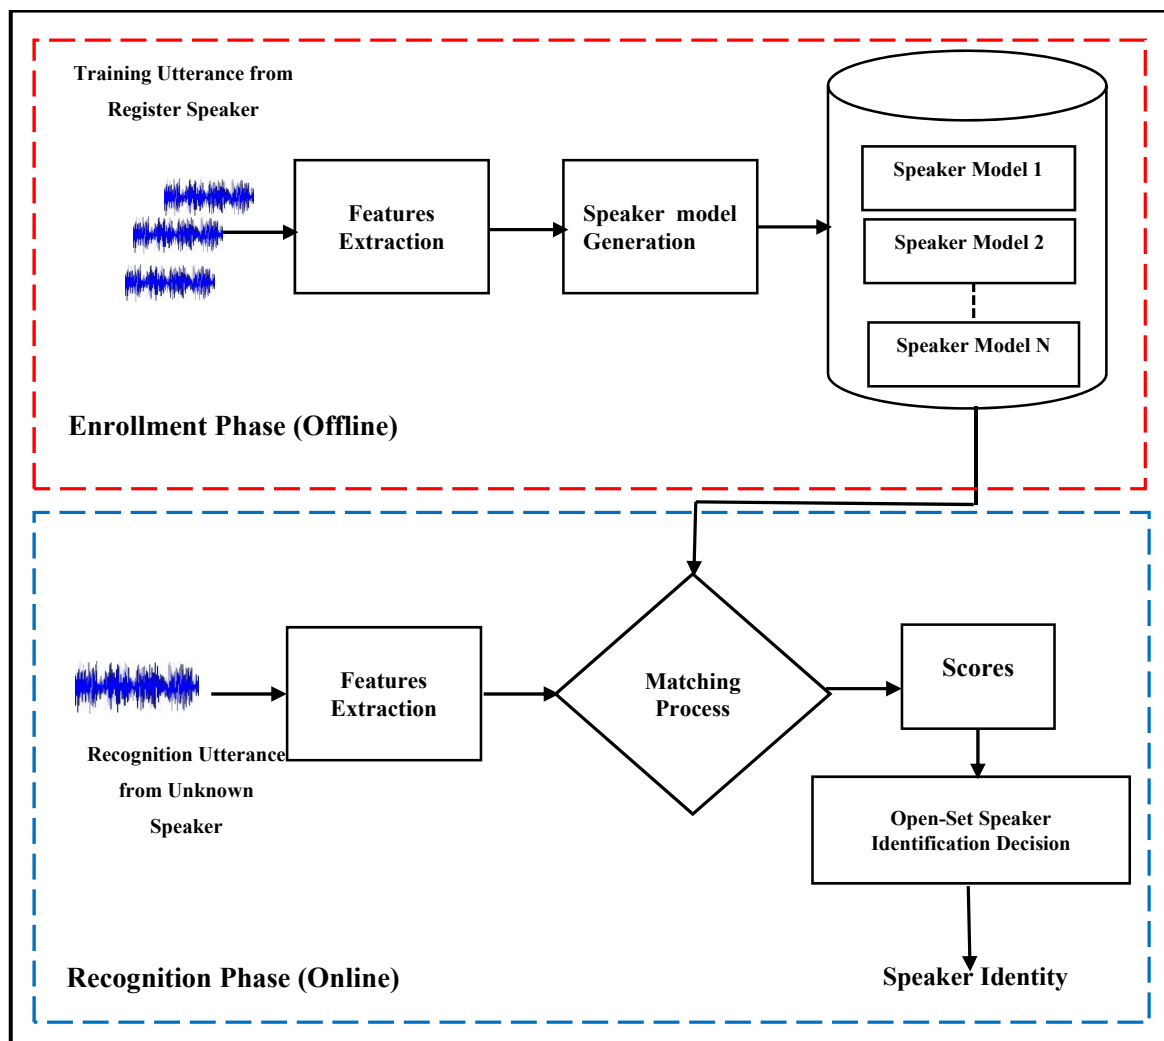 Training Utterance from
Register Speaker
Features
Extraction
Speaker model
Generation
Speaker Model 1
Speaker Model 2
Speaker Model N
Enrollment Phase (Offline)
Recognition Utterance
from Unknown
Speaker
Features
Extraction
Matching
Process
Scores
Open-Set Speaker
Identification Decision
Speaker Identity
Recognition Phase (Online)